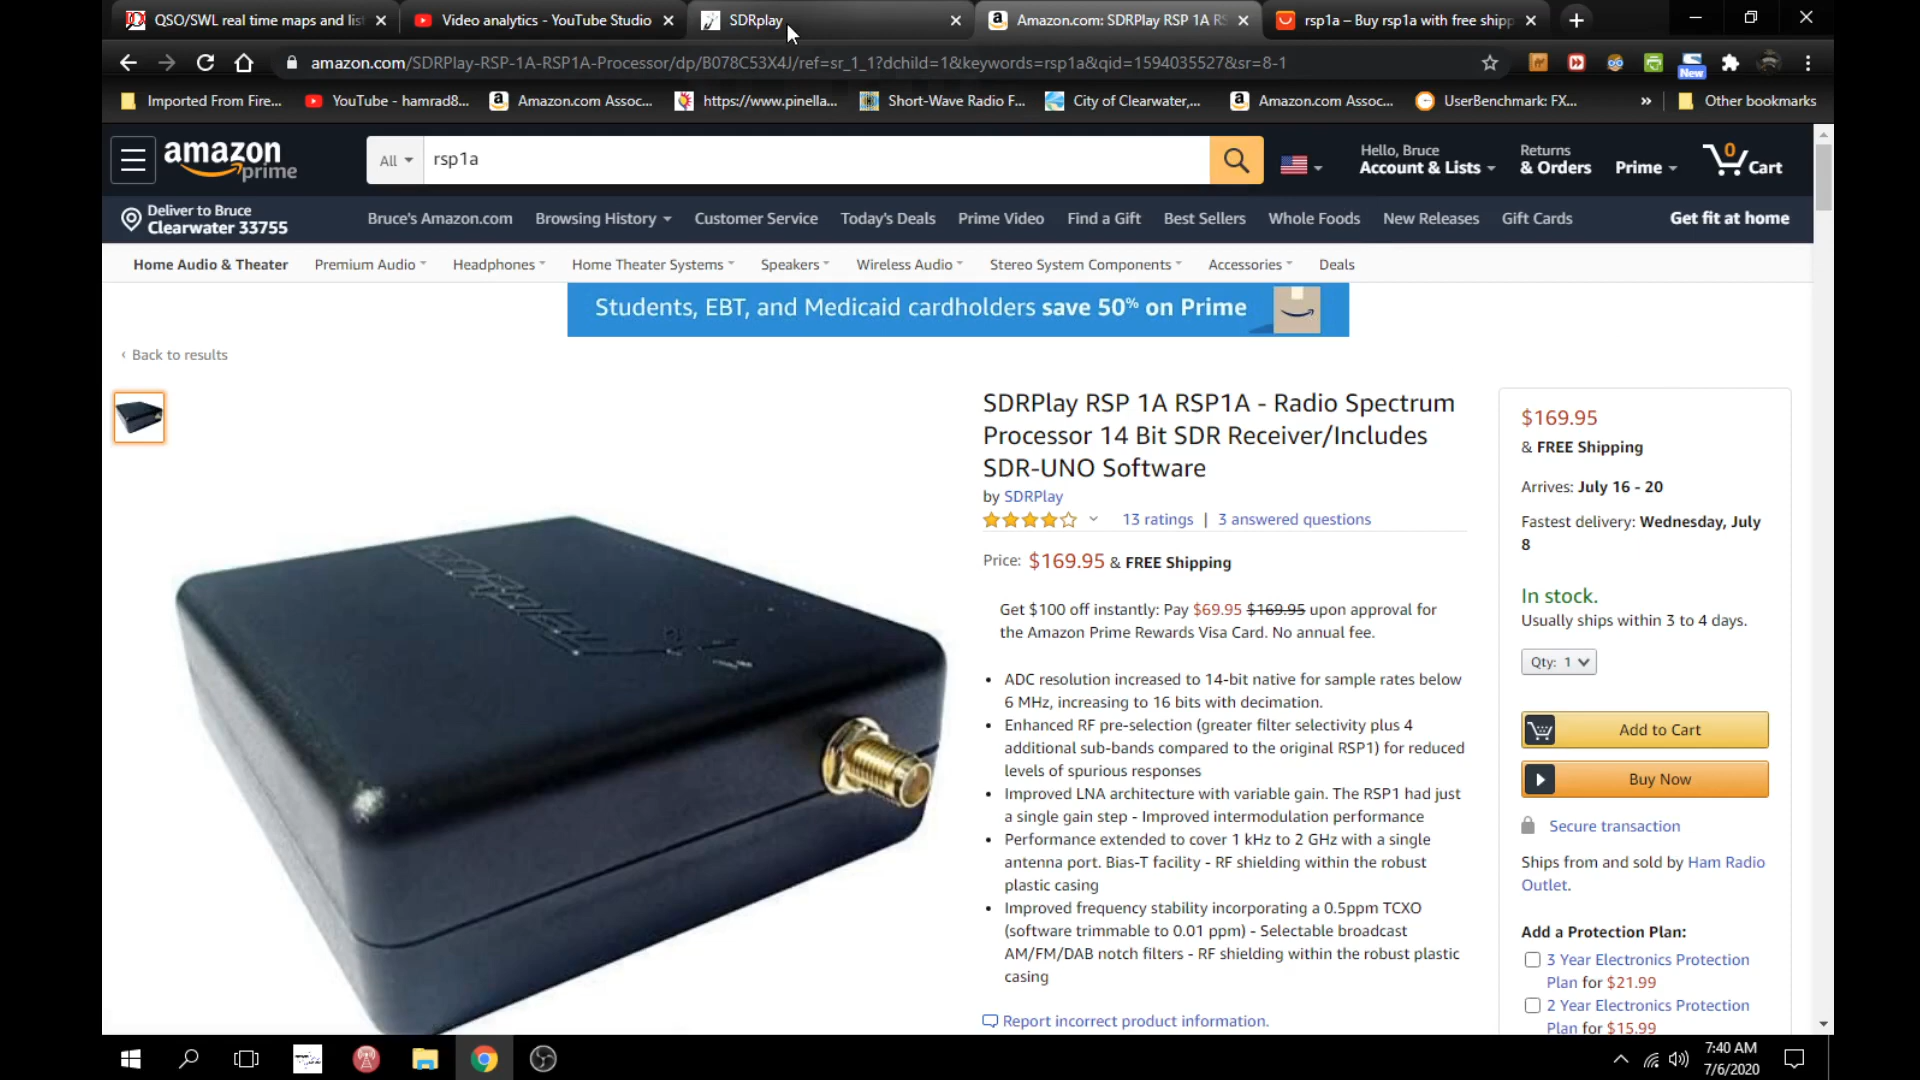 QSO/SWL real time maps and list
Video analytics - YouTube Studio
SDRplay
Amazon.com: SDRPlay RSP 1A RS
rsp1a – Buy rsp1a with free shipp
amazon.com/SDRPlay-RSP-1A-RSP1A-Processor/dp/B078C53X4J/ref=sr_1_1?dchild=1&keywords=rsp1a&qid=1594035527&sr=8-1
New
Imported From Fire...
YouTube - hamrad8...
Amazon.com Assoc...
https://www.pinella...
Short-Wave Radio F...
City of Clearwater,...
Amazon.com Assoc...
UserBenchmark: FX...
»
Other bookmarks
amazon prime
All
rsp1a
Hello, Bruce
Account & Lists
Returns
& Orders
Prime
0
Cart
Deliver to Bruce
Clearwater 33755
Bruce's Amazon.com
Browsing History
Customer Service
Today's Deals
Prime Video
Find a Gift
Best Sellers
Whole Foods
New Releases
Gift Cards
Get fit at home
Home Audio & Theater
Premium Audio
Headphones
Home Theater Systems
Speakers
Wireless Audio
Stereo System Components
Accessories
Deals
Students, EBT, and Medicaid cardholders save 50% on Prime
‹ Back to results
SDRPlay RSP 1A RSP1A - Radio Spectrum
Processor 14 Bit SDR Receiver/Includes
SDR-UNO Software
by SDRPlay
13 ratings | 3 answered questions
Price: $169.95 & FREE Shipping
Get $100 off instantly: Pay $69.95 $169.95 upon approval for
the Amazon Prime Rewards Visa Card. No annual fee.
• ADC resolution increased to 14-bit native for sample rates below
6 MHz, increasing to 16 bits with decimation.
• Enhanced RF pre-selection (greater filter selectivity plus 4
additional sub-bands compared to the original RSP1) for reduced
levels of spurious responses
• Improved LNA architecture with variable gain. The RSP1 had just
a single gain step - Improved intermodulation performance
• Performance extended to cover 1 kHz to 2 GHz with a single
antenna port. Bias-T facility - RF shielding within the robust
plastic casing
• Improved frequency stability incorporating a 0.5ppm TCXO
(software trimmable to 0.01 ppm) - Selectable broadcast
AM/FM/DAB notch filters - RF shielding within the robust plastic
casing
Report incorrect product information.
$169.95
& FREE Shipping
Arrives: July 16 - 20
Fastest delivery: Wednesday, July
8
In stock.
Usually ships within 3 to 4 days.
Qty: 1
Add to Cart
Buy Now
Secure transaction
Ships from and sold by Ham Radio
Outlet.
Add a Protection Plan:
3 Year Electronics Protection
Plan for $21.99
2 Year Electronics Protection
Plan for $15.99
SDRplay
7:40 AM
7/6/2020